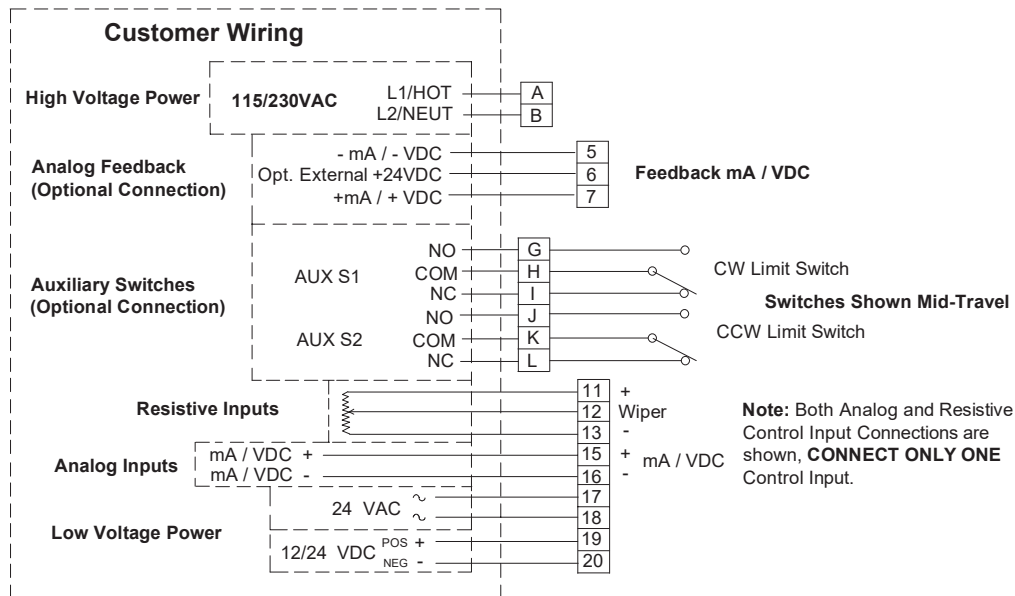 Customer Wiring
High Voltage Power
115/230VAC
L1/HOT
A
L2/NEUT
B
Analog Feedback
(Optional Connection)
- mA / - VDC
5
Opt. External +24VDC
6
+mA / + VDC
7
Feedback mA / VDC
Auxiliary Switches
(Optional Connection)
AUX S1
NO
G
COM
H
NC
I
CW Limit Switch
Switches Shown Mid-Travel
AUX S2
NO
J
COM
K
NC
L
CCW Limit Switch
Resistive Inputs
11 +
12 Wiper
13 -
Analog Inputs
mA / VDC +
15 +
mA / VDC -
16 -
mA / VDC
Note: Both Analog and Resistive
Control Input Connections are
shown, CONNECT ONLY ONE
Control Input.
Low Voltage Power
24 VAC
~
17
~
18
12/24 VDC
POS +
19
NEG -
20